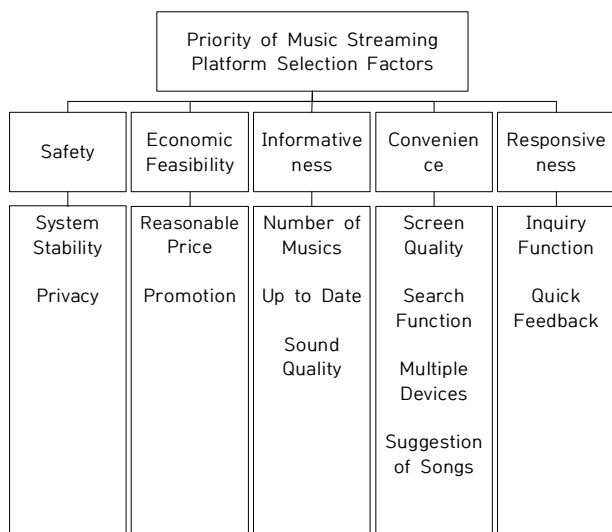 Priority of Music Streaming
Platform Selection Factors
Safety
Economic
Feasibility
Informative
ness
Convenien
ce
Responsive
ness
System
Stability
Privacy
Reasonable
Price
Promotion
Number of
Musics
Up to Date
Sound
Quality
Screen
Quality
Search
Function
Multiple
Devices
Suggestion
of Songs
Inquiry
Function
Quick
Feedback